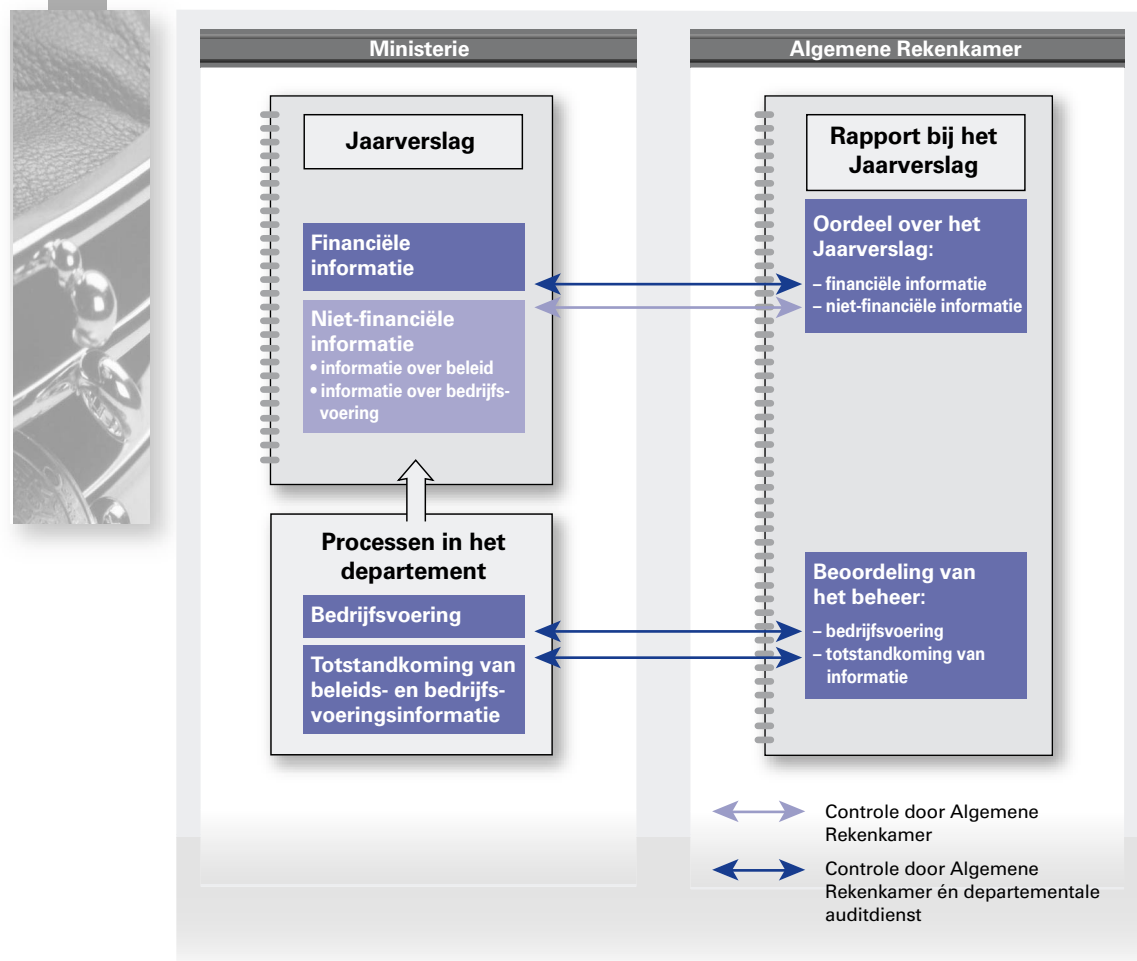 Ministerie
Jaarverslag
Financiële
informatie
Niet-financiële
informatie
• informatie over beleid
• informatie over bedrijfs-
voering
Processen in het
departement
Bedrijfsvoering
Totstandkoming van
beleids- en bedrijfs-
voeringsinformatie
Algemene Rekenkamer
Rapport bij het
Jaarverslag
Oordeel over het
Jaarverslag:
– financiële informatie
– niet-financiële informatie
Beoordeling van
het beheer:
– bedrijfsvoering
– totstandkoming van
informatie
Controle door Algemene
Rekenkamer
Controle door Algemene
Rekenkamer én departementale
auditdienst